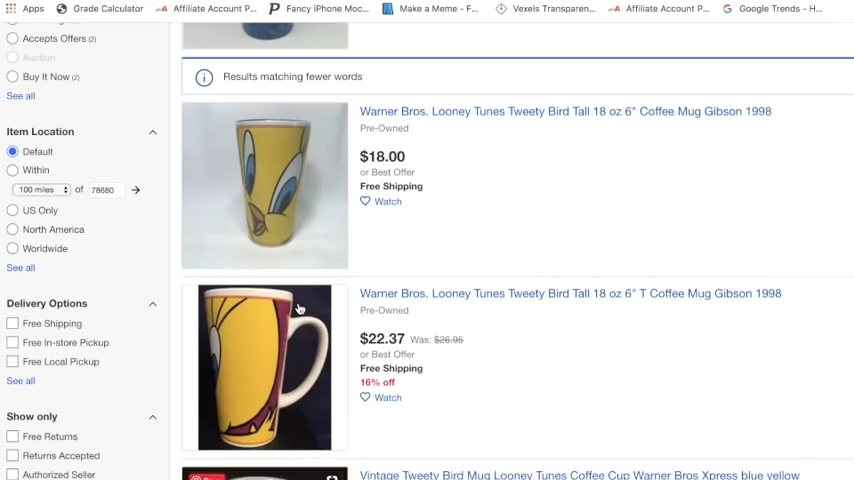 Apps Grade Calculator Affiliate Account P... Fancy iPhone Moc... Make a Meme - F... Vexels Transparen... Affiliate Account P... Google Trends - H...
Accepts Offers (2)
Auction
Buy It Now (2)
See all
Item Location
Default
Within
100 miles of 78680
US Only
North America
Worldwide
See all
Delivery Options
Free Shipping
Free In-store Pickup
Free Local Pickup
See all
Show only
Free Returns
Returns Accepted
Authorized Seller
Results matching fewer words
Warner Bros. Looney Tunes Tweety Bird Tall 18 oz 6" Coffee Mug Gibson 1998
Pre-Owned
$18.00
or Best Offer
Free Shipping
Watch
Warner Bros. Looney Tunes Tweety Bird Tall 18 oz 6" T Coffee Mug Gibson 1998
Pre-Owned
$22.37 Was: $26.95
or Best Offer
Free Shipping
16% off
Watch
Vintage Tweety Bird Mug Looney Tunes Coffee Cup Warner Bros Xpress blue yellow